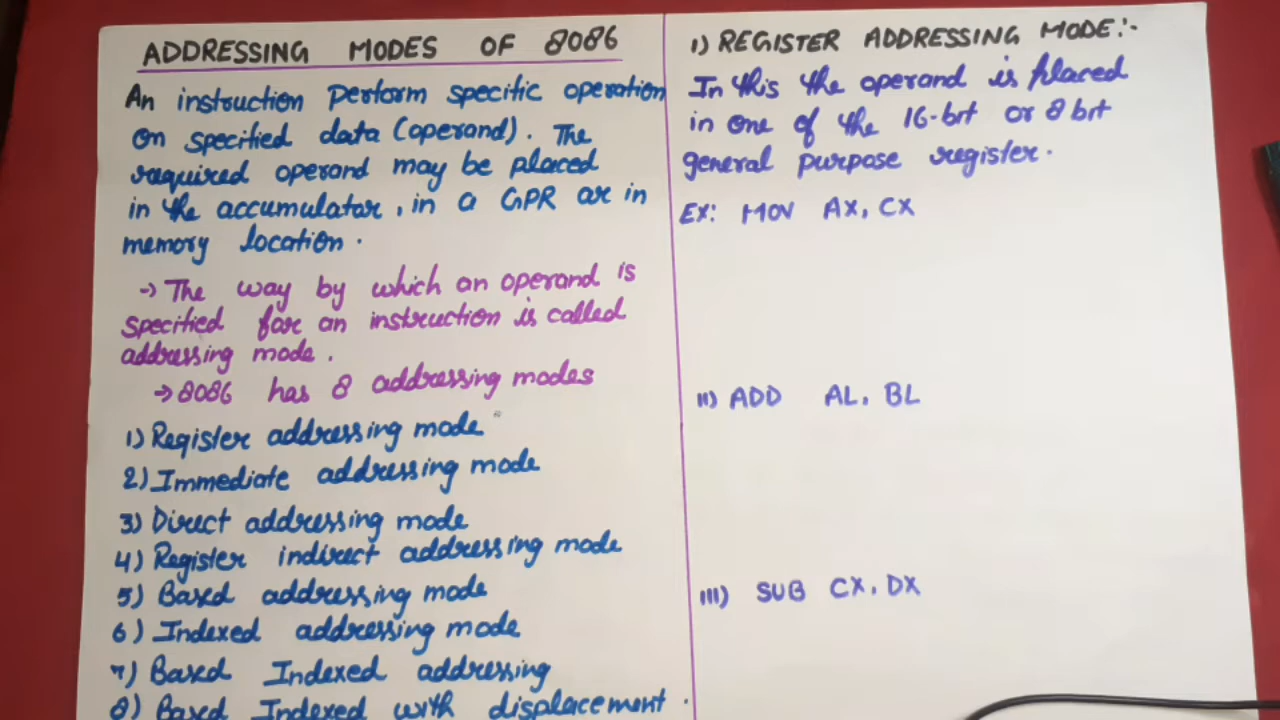 ADDRESSING MODES OF 8086
An instruction perform specific operation
on specified data (operand). The
required operand may be placed
in the accumulator, in a GPR or in
memory location.
-> The way by which an operand is
specified for an instruction is called
addressing mode.
-> 8086 has 8 addressing modes
1) Register addressing mode
2) Immediate addressing mode
3) Direct addressing mode
4) Register indirect addressing mode
5) Based addressing mode
6) Indexed addressing mode
7) Based Indexed addressing
8) Based Indexed with displacement.
1) REGISTER ADDRESSING MODE:-
In this the operand is placed
in one of the 16-bit or 8 bit
general purpose register.
Ex: MOV AX, CX
II) ADD AL, BL
III) SUB CX, DX